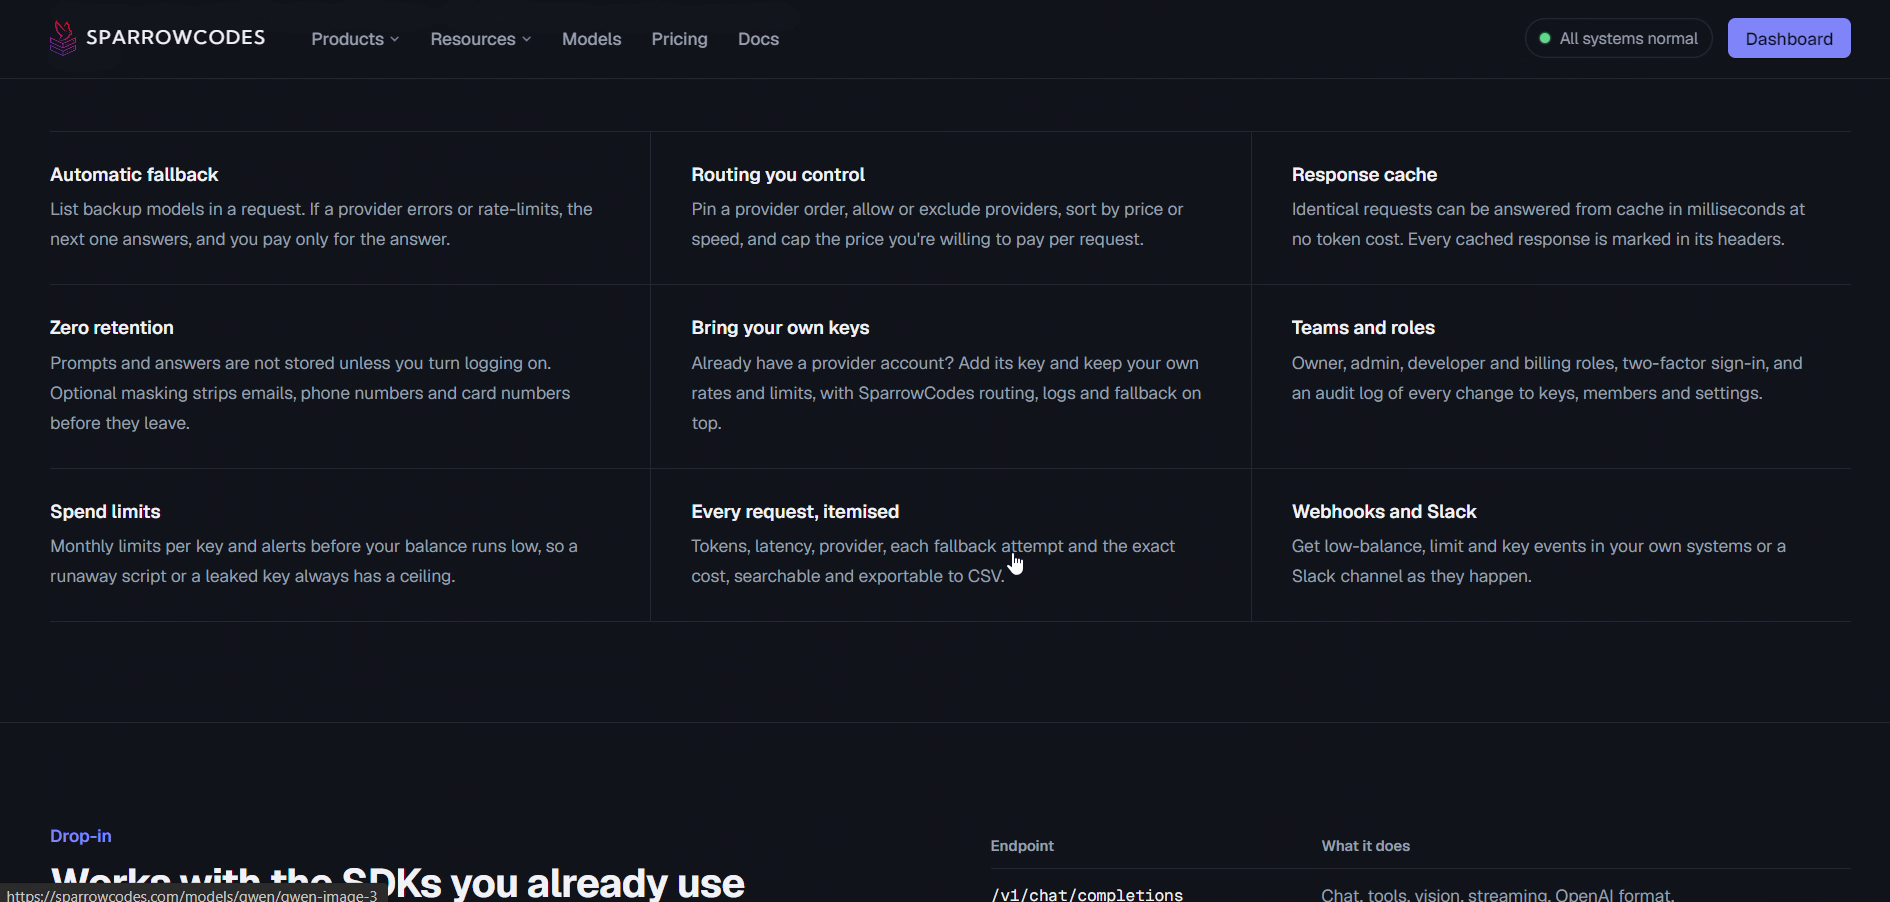 SPARROWCODES
Products
Resources
Models
Pricing
Docs
All systems normal
Dashboard
Automatic fallback
List backup models in a request. If a provider errors or rate-limits, the
next one answers, and you pay only for the answer.
Routing you control
Pin a provider order, allow or exclude providers, sort by price or
speed, and cap the price you're willing to pay per request.
Response cache
Identical requests can be answered from cache in milliseconds at
no token cost. Every cached response is marked in its headers.
Zero retention
Prompts and answers are not stored unless you turn logging on.
Optional masking strips emails, phone numbers and card numbers
before they leave.
Bring your own keys
Already have a provider account? Add its key and keep your own
rates and limits, with SparrowCodes routing, logs and fallback on
top.
Teams and roles
Owner, admin, developer and billing roles, two-factor sign-in, and
an audit log of every change to keys, members and settings.
Spend limits
Monthly limits per key and alerts before your balance runs low, so a
runaway script or a leaked key always has a ceiling.
Every request, itemised
Tokens, latency, provider, each fallback attempt and the exact
cost, searchable and exportable to CSV.
Webhooks and Slack
Get low-balance, limit and key events in your own systems or a
Slack channel as they happen.
Drop-in
Works with the SDKs you already use
Endpoint
What it does
/v1/chat/completions
Chat, tools, vision, streaming, OpenAI format.
https://sparrowcodes.com/models/qwen/qwen-image-3